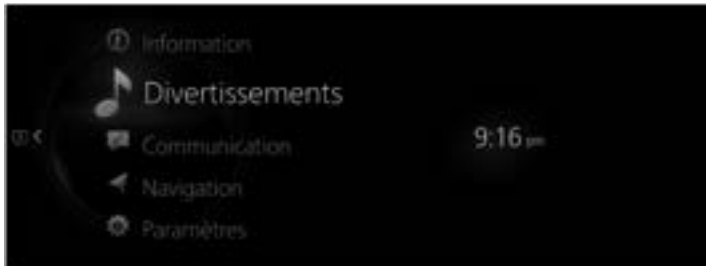 Information
Divertissements
Communication
9:16 pm
Navigation
Paramètres